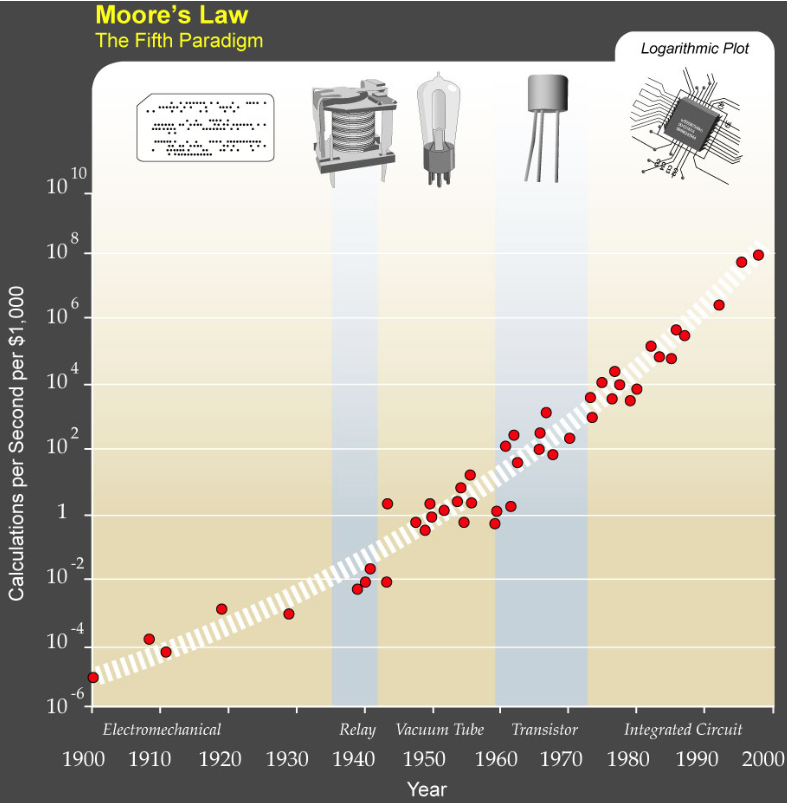 Moore's Law
The Fifth Paradigm
Logarithmic Plot
Calculations per Second per $1,000
10 10
10 8
10 6
10 4
10 2
1
10 -2
10 -4
10 -6
Electromechanical Relay Vacuum Tube Transistor Integrated Circuit
1900 1910 1920 1930 1940 1950 1960 1970 1980 1990 2000
Year